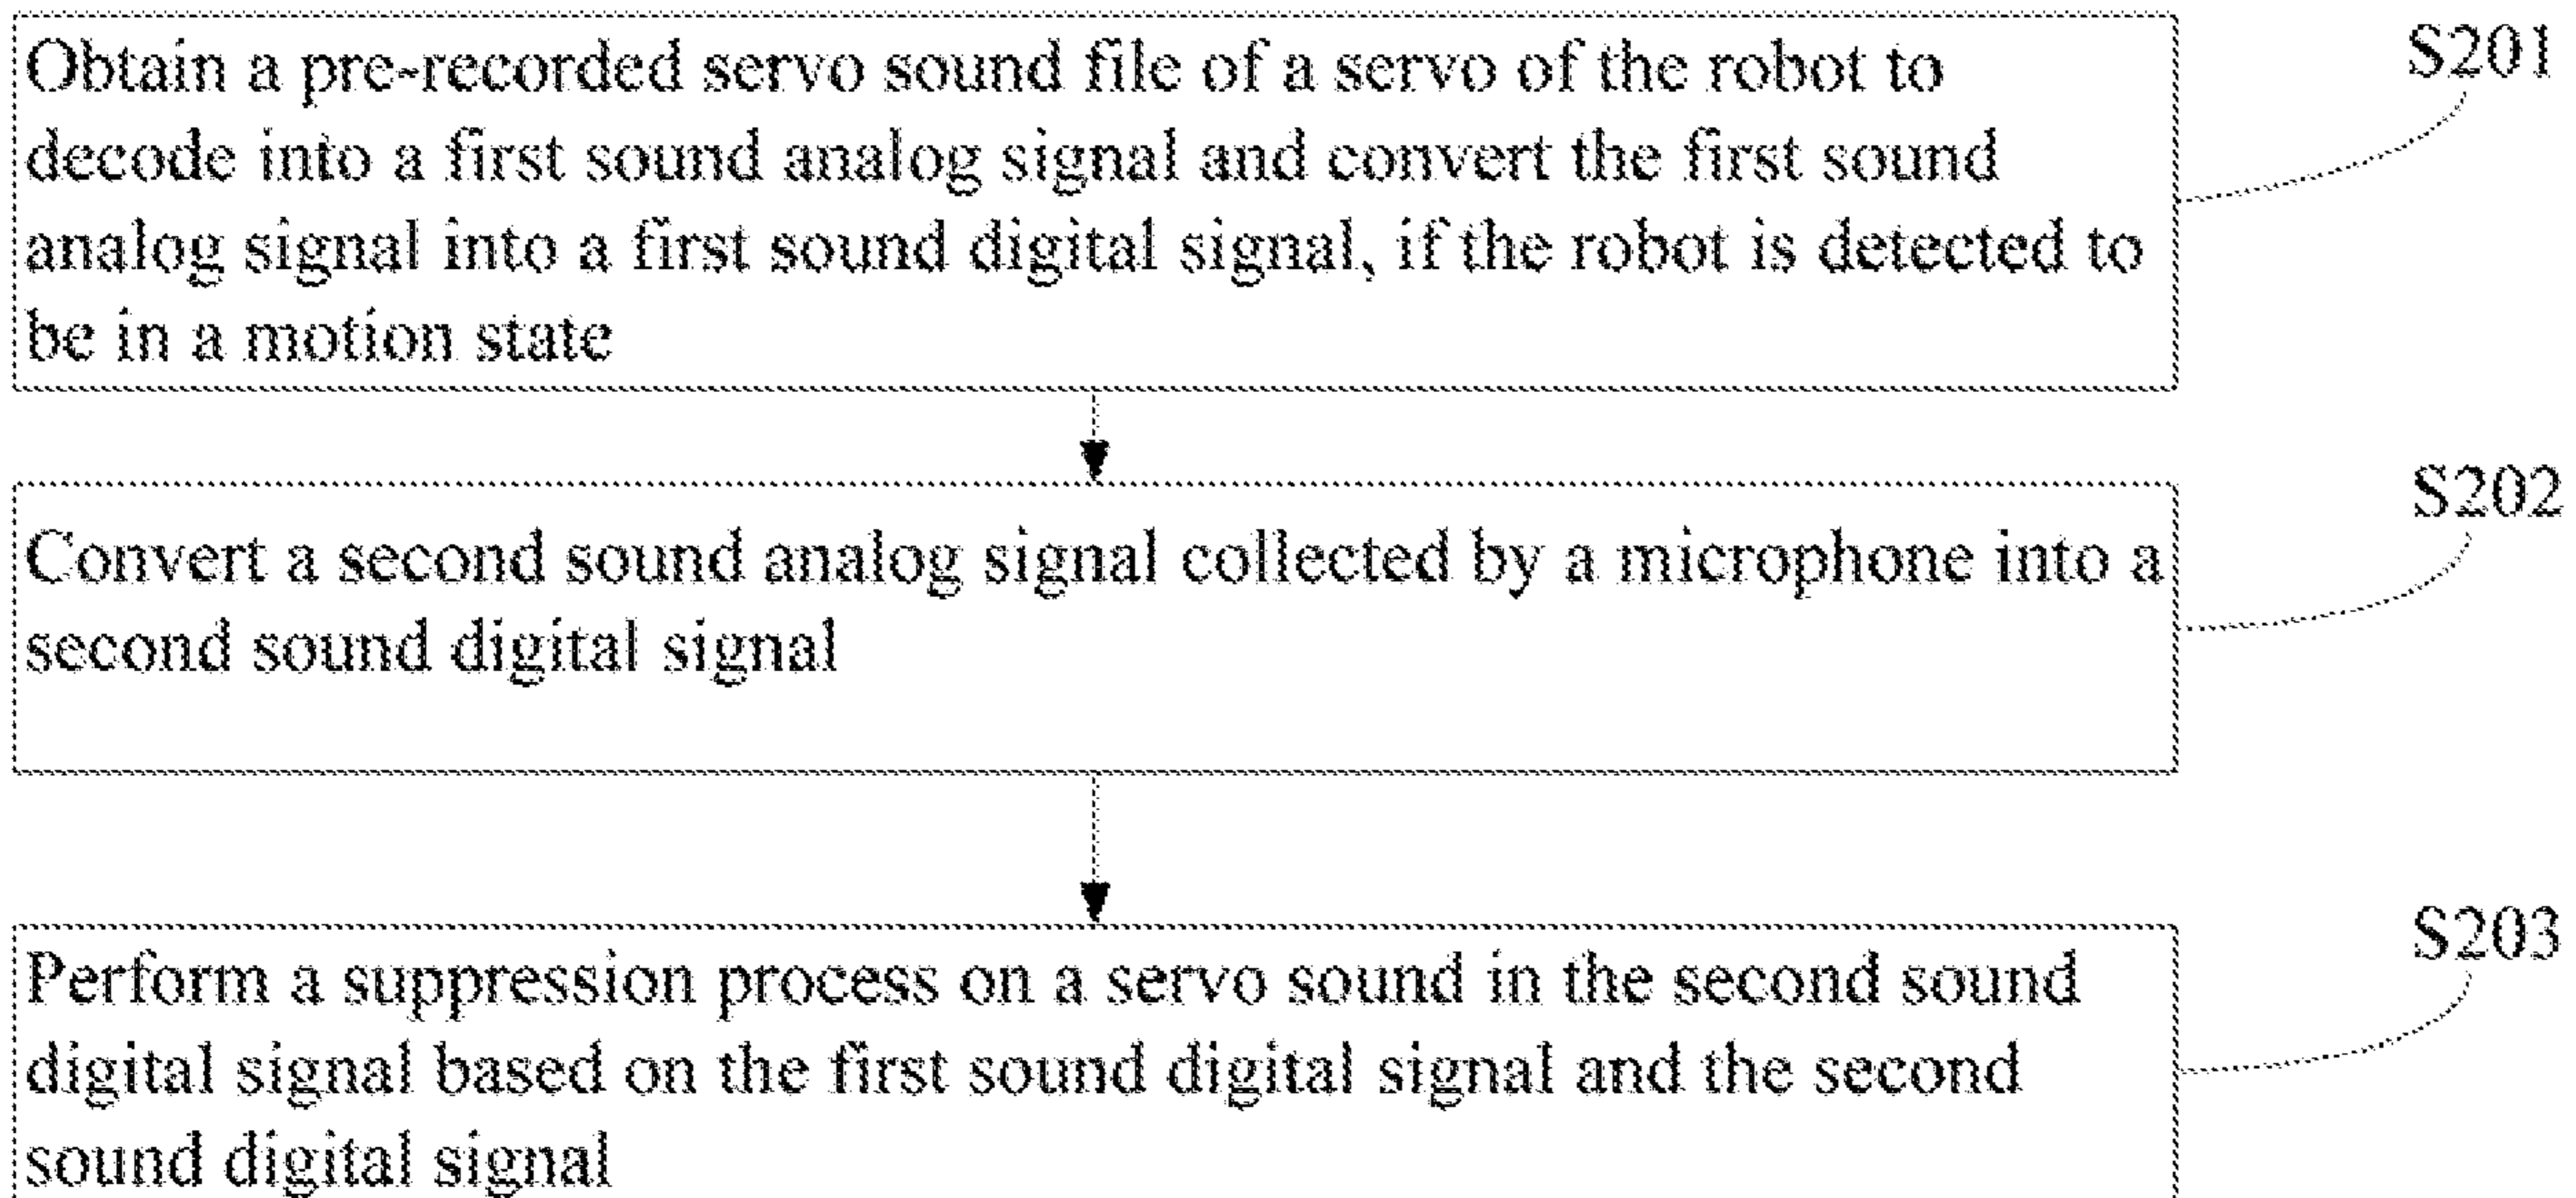 Obtain a pre-recorded servo sound file of a servo of the robot to
decode into a first sound analog signal and convert the first sound
analog signal into a first sound digital signal, if the robot is detected to
be in a motion state
S201
Convert a second sound analog signal collected by a microphone into a
second sound digital signal
S202
Perform a suppression process on a servo sound in the second sound
digital signal based on the first sound digital signal and the second
sound digital signal
S203